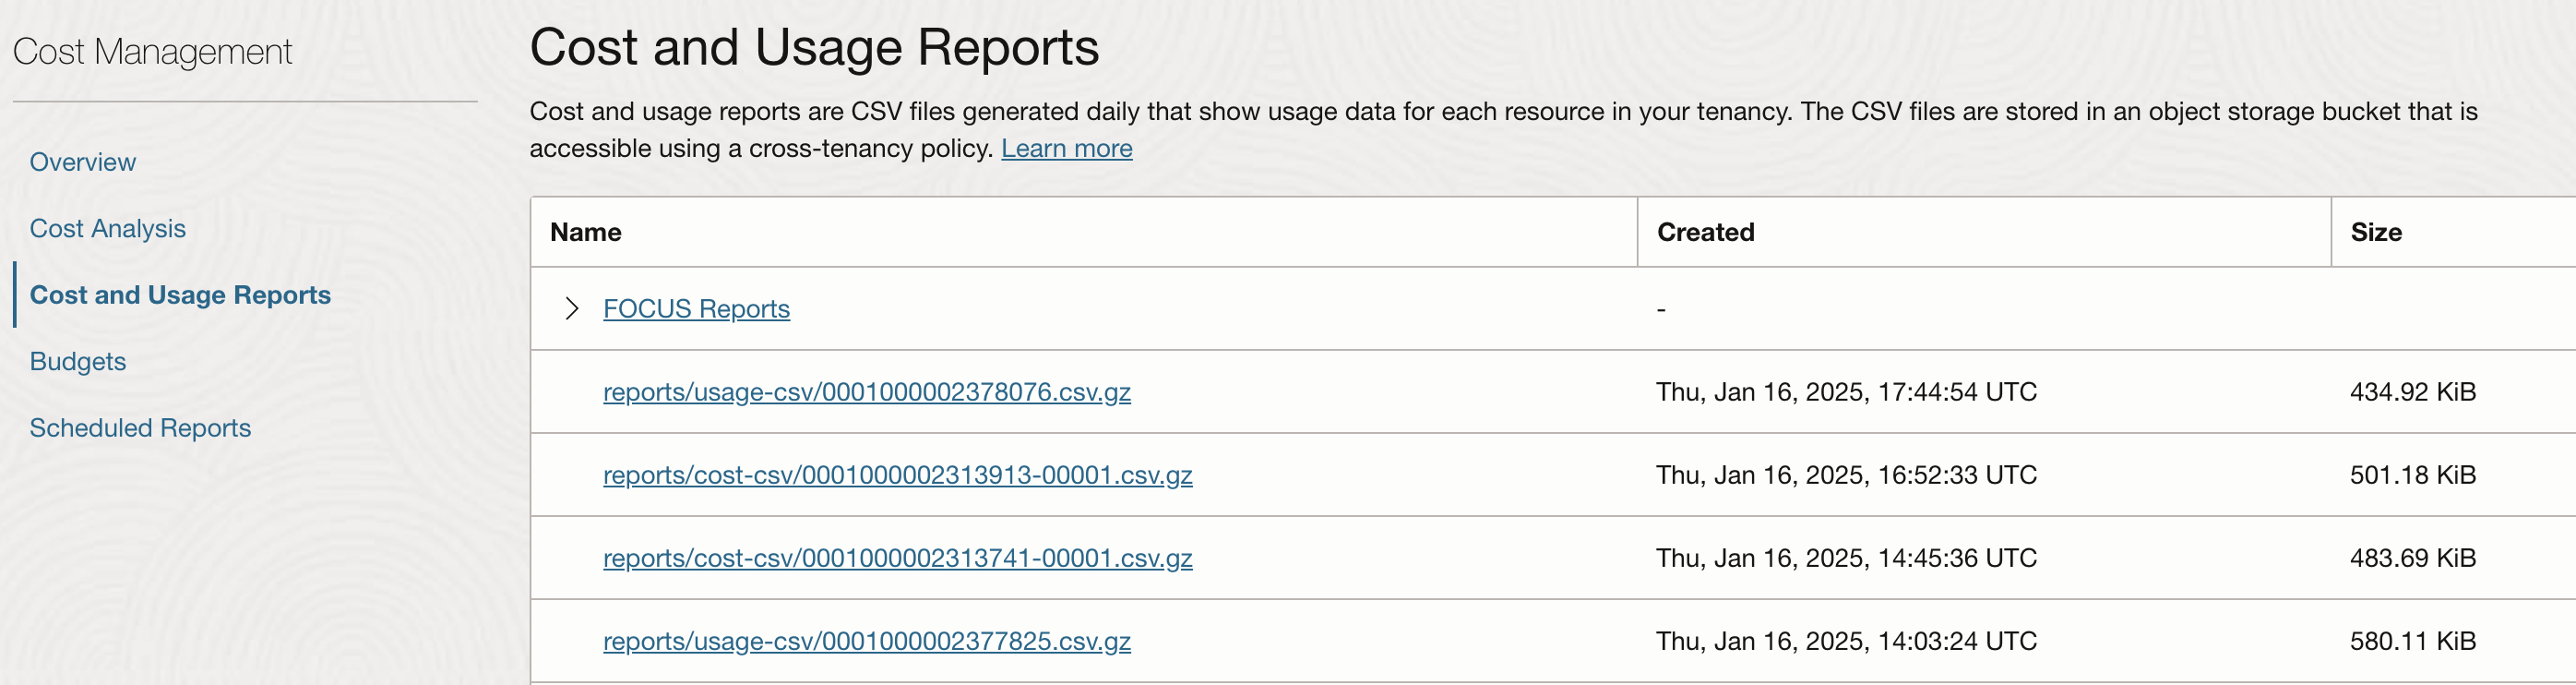 Cost Management
Overview
Cost Analysis
Cost and Usage Reports
Budgets
Scheduled Reports
Cost and Usage Reports
Cost and usage reports are CSV files generated daily that show usage data for each resource in your tenancy. The CSV files are stored in an object storage bucket that is
accessible using a cross-tenancy policy. Learn more
Name Created Size
FOCUS Reports -
reports/usage-csv/0001000002378076.csv.gz Thu, Jan 16, 2025, 17:44:54 UTC 434.92 KiB
reports/cost-csv/0001000002313913-00001.csv.gz Thu, Jan 16, 2025, 16:52:33 UTC 501.18 KiB
reports/cost-csv/0001000002313741-00001.csv.gz Thu, Jan 16, 2025, 14:45:36 UTC 483.69 KiB
reports/usage-csv/0001000002377825.csv.gz Thu, Jan 16, 2025, 14:03:24 UTC 580.11 KiB